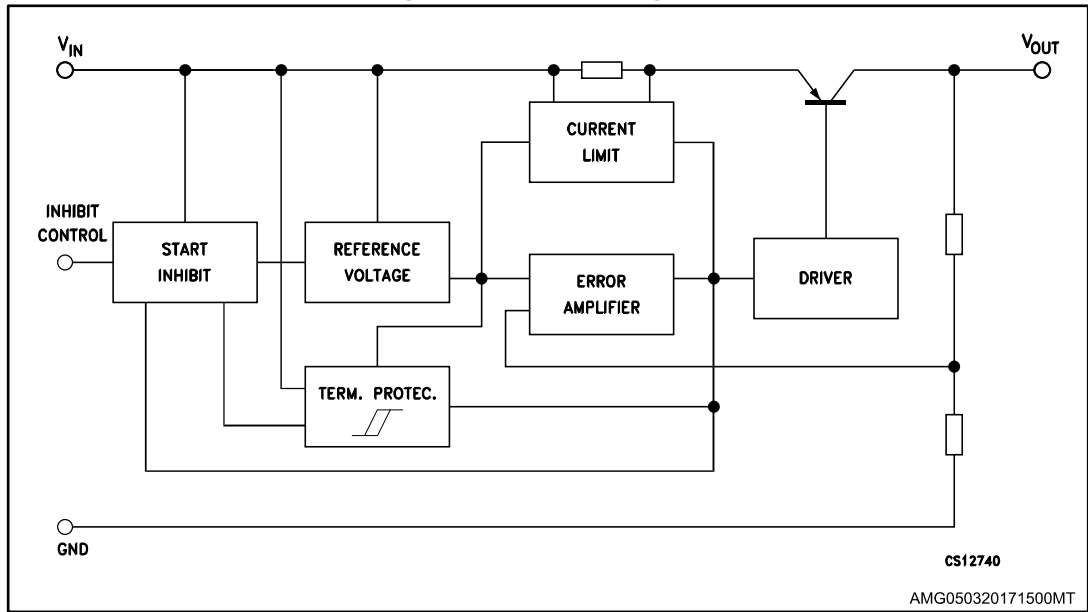 VIN
VOUT
CURRENT
LIMIT
INHIBIT
CONTROL
START
INHIBIT
REFERENCE
VOLTAGE
ERROR
AMPLIFIER
DRIVER
TERM. PROTEC.
GND
CS12740
AMG050320171500MT